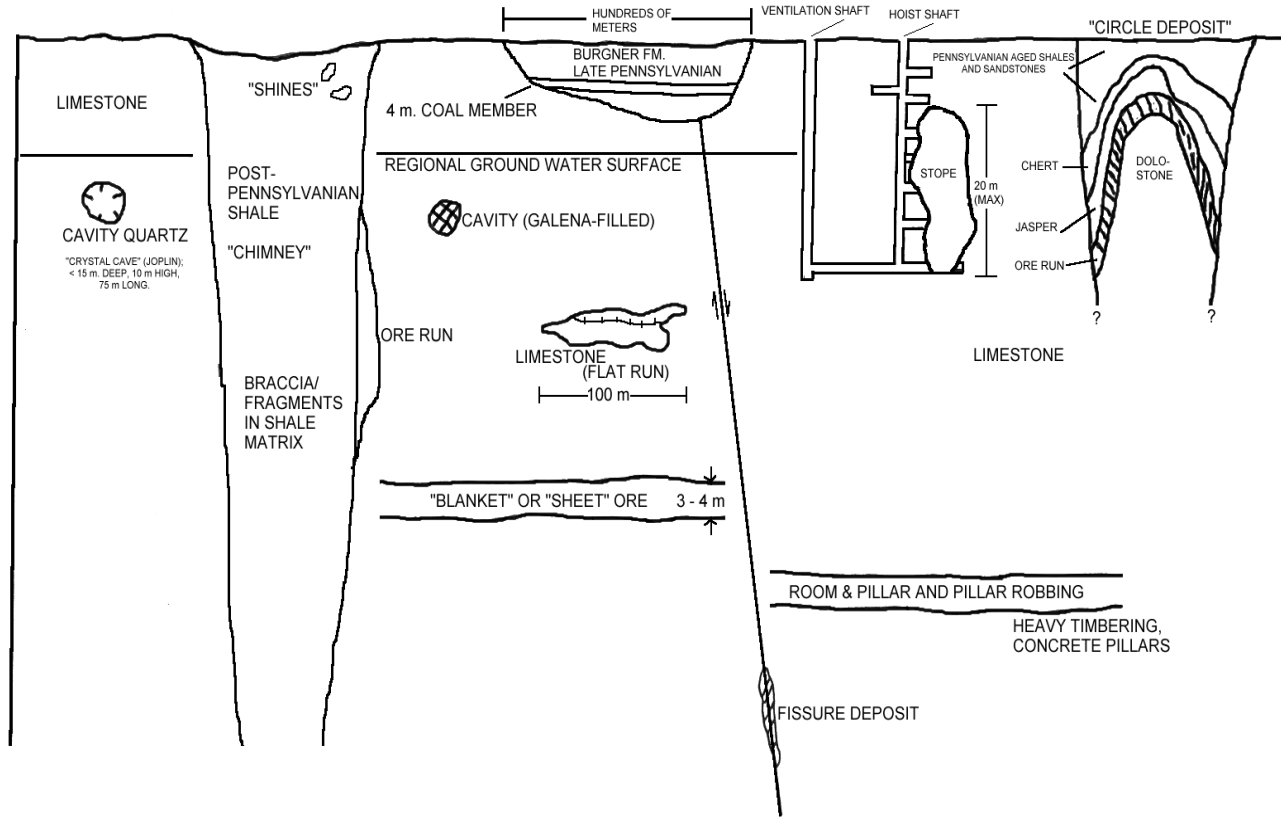 HUNDREDS OF
METERS
VENTILATION SHAFT
HOIST SHAFT
"CIRCLE DEPOSIT"
BURGNER FM.
LATE PENNSYLVANIAN
PENNSYLVANIAN AGED SHALES
AND SANDSTONES
LIMESTONE
"SHINES"
4 m. COAL MEMBER
REGIONAL GROUND WATER SURFACE
POST-
PENNSYLVANIAN
SHALE
"CHIMNEY"
CAVITY QUARTZ
"CRYSTAL CAVE" (JOPLIN);
< 15 m. DEEP, 10 m HIGH,
75 m LONG.
CAVITY (GALENA-FILLED)
STOPE
20 m
(MAX)
CHERT
DOLO-
STONE
JASPER
ORE RUN
?
?
ORE RUN
LIMESTONE
(FLAT RUN)
100 m
LIMESTONE
BRACCIA/
FRAGMENTS
IN SHALE
MATRIX
"BLANKET" OR "SHEET" ORE
3 - 4 m
ROOM & PILLAR AND PILLAR ROBBING
HEAVY TIMBERING,
CONCRETE PILLARS
FISSURE DEPOSIT